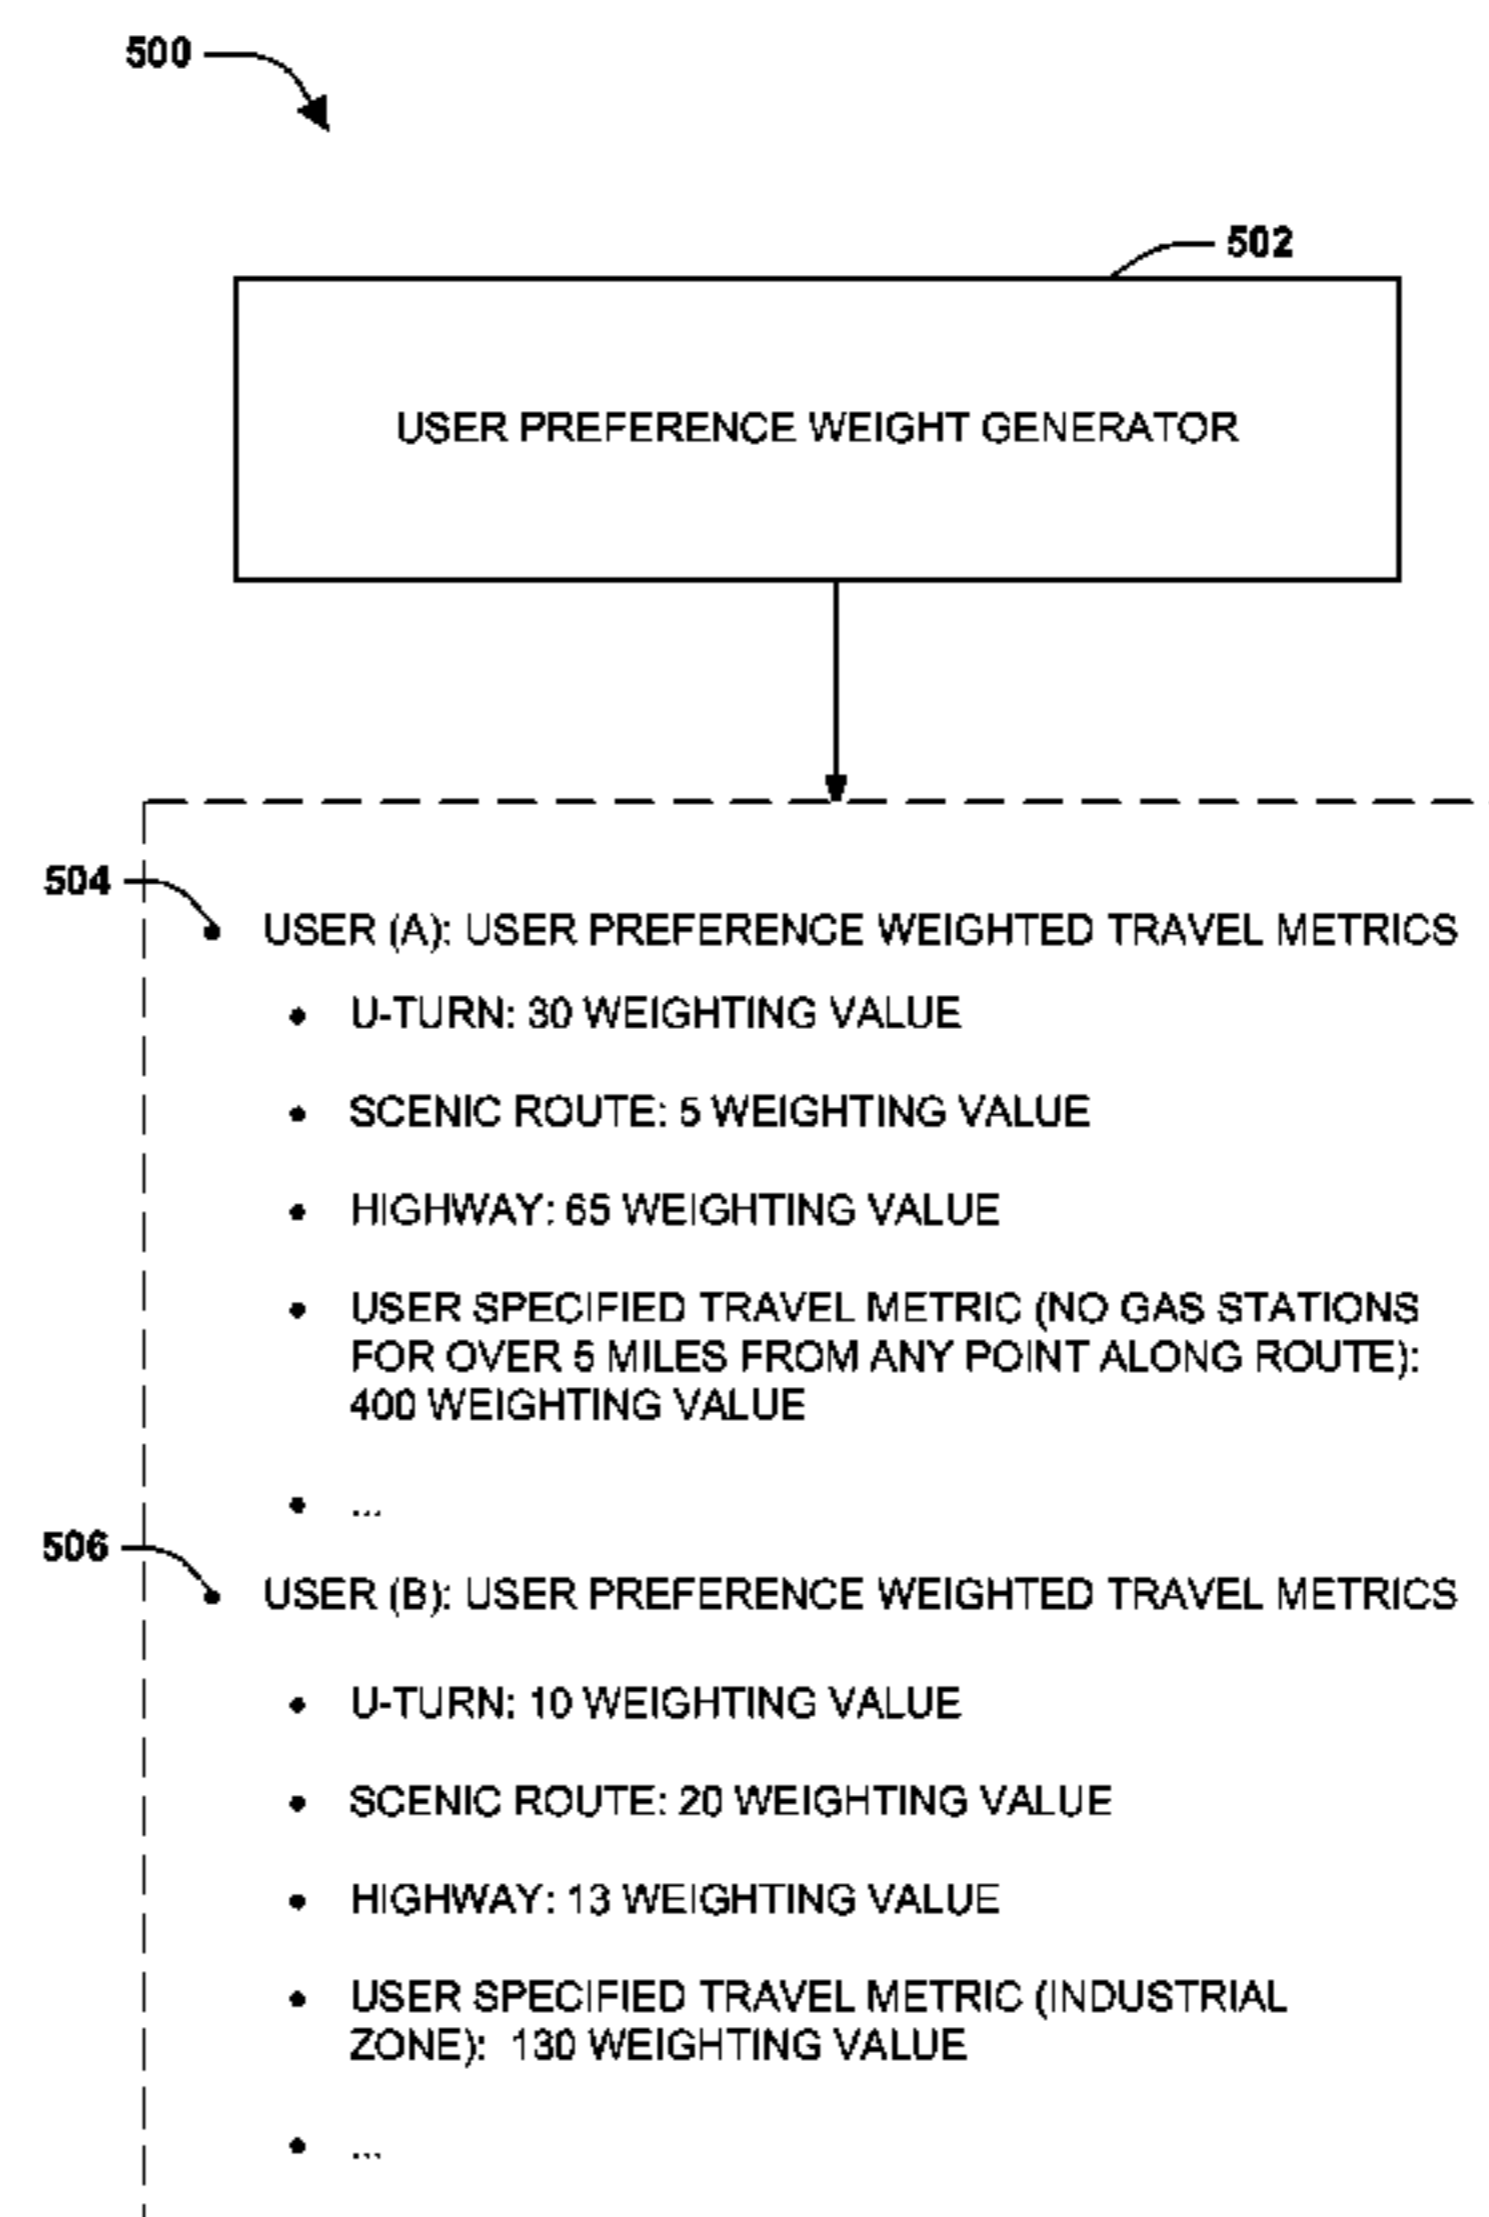 500
502
USER PREFERENCE WEIGHT GENERATOR
504
USER (A): USER PREFERENCE WEIGHTED TRAVEL METRICS
• U-TURN: 30 WEIGHTING VALUE
• SCENIC ROUTE: 5 WEIGHTING VALUE
• HIGHWAY: 65 WEIGHTING VALUE
• USER SPECIFIED TRAVEL METRIC (NO GAS STATIONS
FOR OVER 5 MILES FROM ANY POINT ALONG ROUTE):
400 WEIGHTING VALUE
• ...
506
USER (B): USER PREFERENCE WEIGHTED TRAVEL METRICS
• U-TURN: 10 WEIGHTING VALUE
• SCENIC ROUTE: 20 WEIGHTING VALUE
• HIGHWAY: 13 WEIGHTING VALUE
• USER SPECIFIED TRAVEL METRIC (INDUSTRIAL
ZONE): 130 WEIGHTING VALUE
• ...